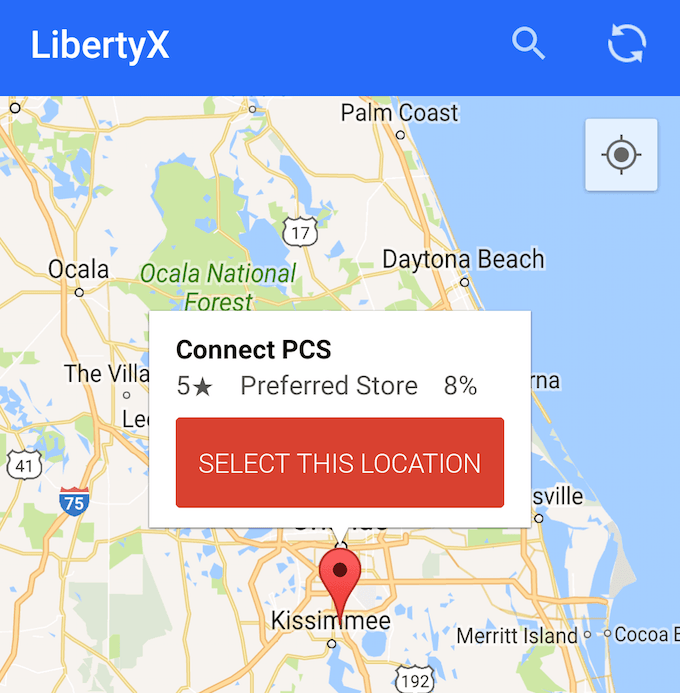 LibertyX
Palm Coast
17
Daytona Beach
Ocala
Ocala National
Forest
Connect PCS
5★ Preferred Store 8%
The Villa
rna
Lee
SELECT THIS LOCATION
41
75
sville
Kissimmee
Merritt Island
Cocoa B
192